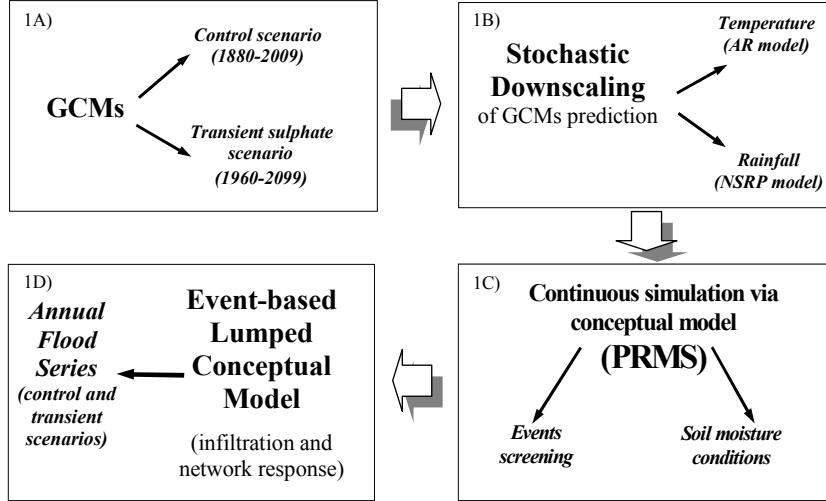 1A)
Control scenario
(1880-2009)
GCMs
Transient sulphate
scenario
(1960-2099)
1B)
Temperature
(AR model)
Stochastic
Downscaling
of GCMs prediction
Rainfall
(NSRP model)
1C)
Continuous simulation via
conceptual model
(PRMS)
Events
screening
Soil moisture
conditions
1D)
Event-based
Lumped
Conceptual
Model
(infiltration and
network response)
Annual
Flood
Series
(control and
transient
scenarios)